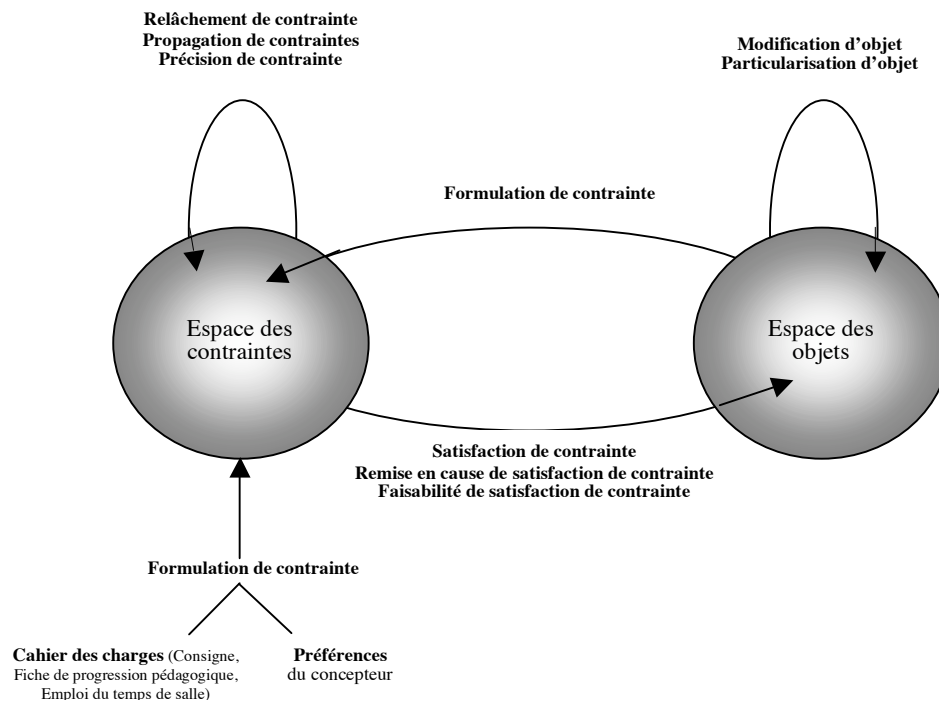 Relâchement de contrainte
Propagation de contraintes
Précision de contrainte
Modification d’objet
Particularisation d’objet
Formulation de contrainte
Espace des
contraintes
Espace des
objets
Satisfaction de contrainte
Remise en cause de satisfaction de contrainte
Faisabilité de satisfaction de contrainte
Formulation de contrainte
Cahier des charges (Consigne,
Fiche de progression pédagogique,
Emploi du temps de salle)
Préférences
du concepteur